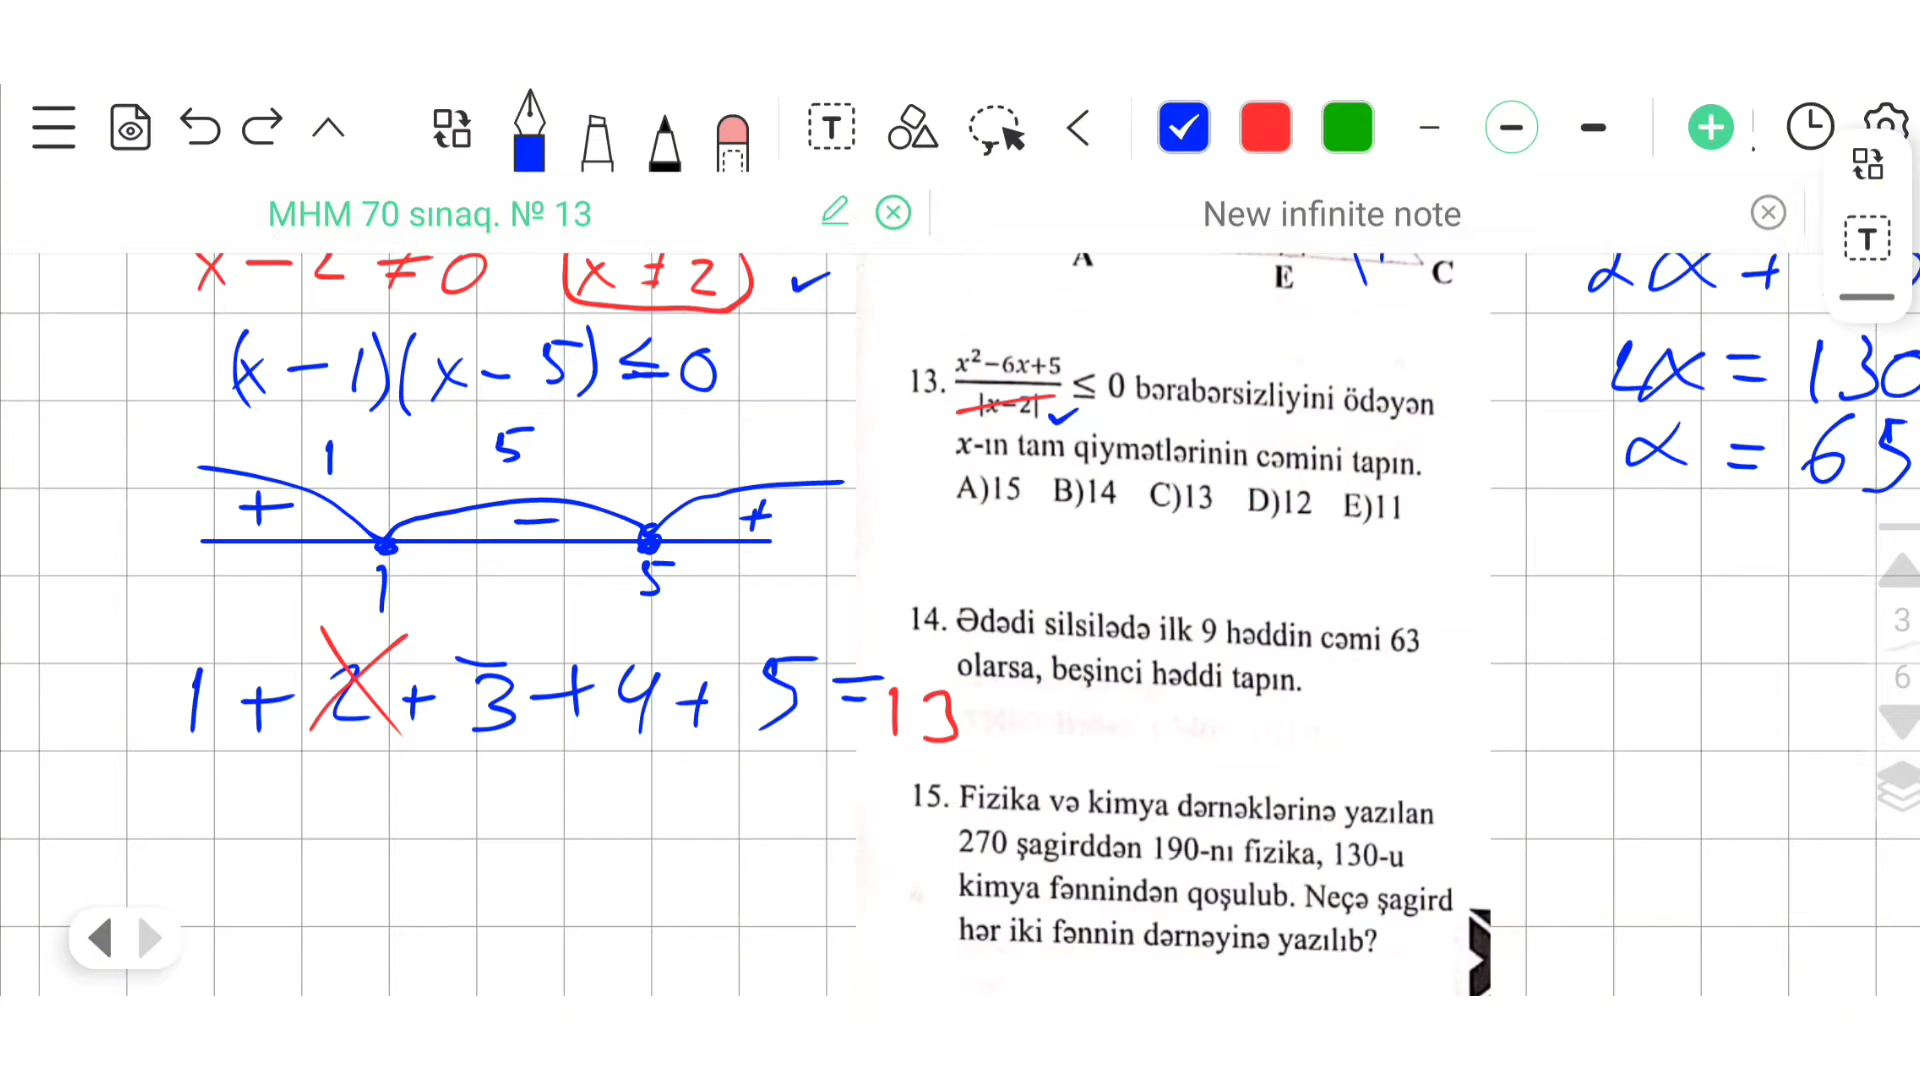 T
MHM 70 sınaq. № 13
New infinite note
T
x - 2 ≠ 0 (x ≠ 2) ✓
(x - 1)(x - 5) ≤ 0
1 5
+ - +
1 5
1 + 2 + 3 + 4 + 5 = 13
A E C
13. x²-6x+5 / |x-2| ≤ 0 bərabərsizliyini ödəyən
x-ın tam qiymətlərinin cəmini tapın.
A)15 B)14 C)13 D)12 E)11
14. Ədədi silsilədə ilk 9 həddin cəmi 63
olarsa, beşinci həddi tapın.
15. Fizika və kimya dərnəklərinə yazılan
270 şagirddən 190-nı fizika, 130-u
kimya fənnindən qoşulub. Neçə şagird
hər iki fənnin dərnəyinə yazılıb?
2α +
2α = 130
α = 65
3
6